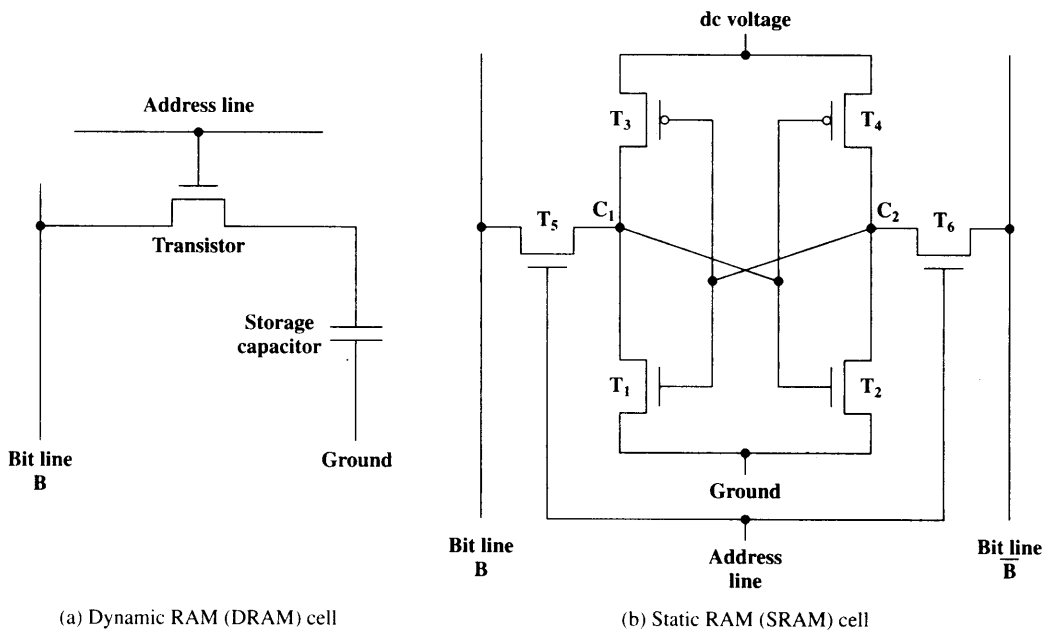 Address line
Transistor
Storage
capacitor
Bit line
B
Ground
(a) Dynamic RAM (DRAM) cell
dc voltage
T₃
T₄
T₅
C₁
C₂
T₆
T₁
T₂
Ground
Bit line
B
Address
line
Bit line
B̅
(b) Static RAM (SRAM) cell